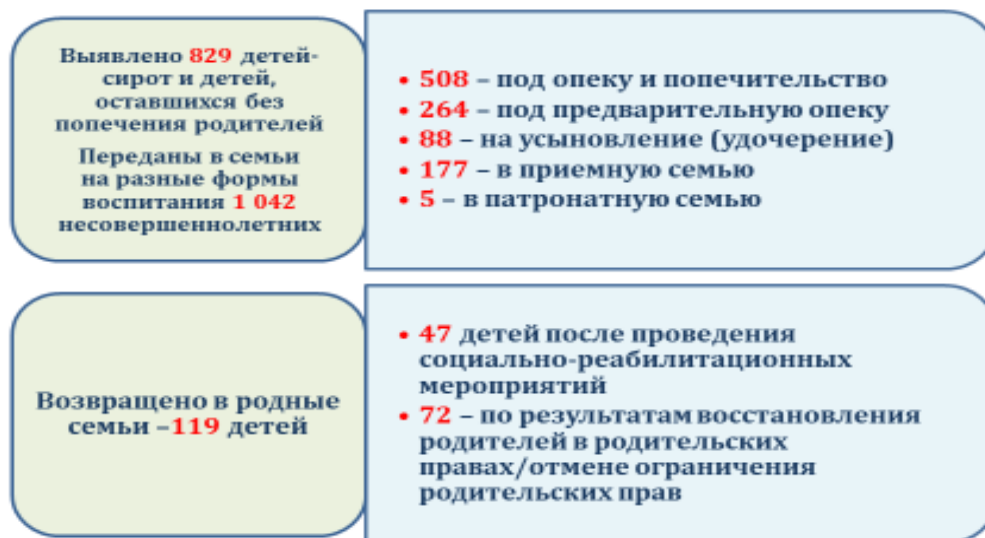 Выявлено 829 детей-
сирот и детей,
оставшихся без
попечения родителей
Переданы в семьи
на разные формы
воспитания 1 042
несовершеннолетних
• 508 – под опеку и попечительство
• 264 – под предварительную опеку
• 88 – на усыновление (удочерение)
• 177 – в приемную семью
• 5 – в патронатную семью
Возвращено в родные
семьи –119 детей
• 47 детей после проведения
социально-реабилитационных
мероприятий
• 72 – по результатам восстановления
родителей в родительских
правах/отмене ограничения
родительских прав